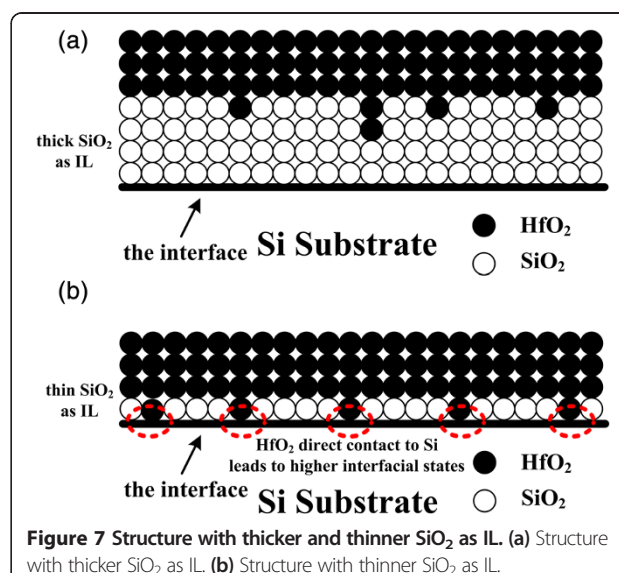 (a)
thick SiO₂
as IL
the interface
Si Substrate
HfO₂
SiO₂
(b)
thin SiO₂
as IL
HfO₂ direct contact to Si
leads to higher interfacial states
the interface
Si Substrate
HfO₂
SiO₂
Figure 7 Structure with thicker and thinner SiO₂ as IL. (a) Structure
with thicker SiO₂ as IL. (b) Structure with thinner SiO₂ as IL.